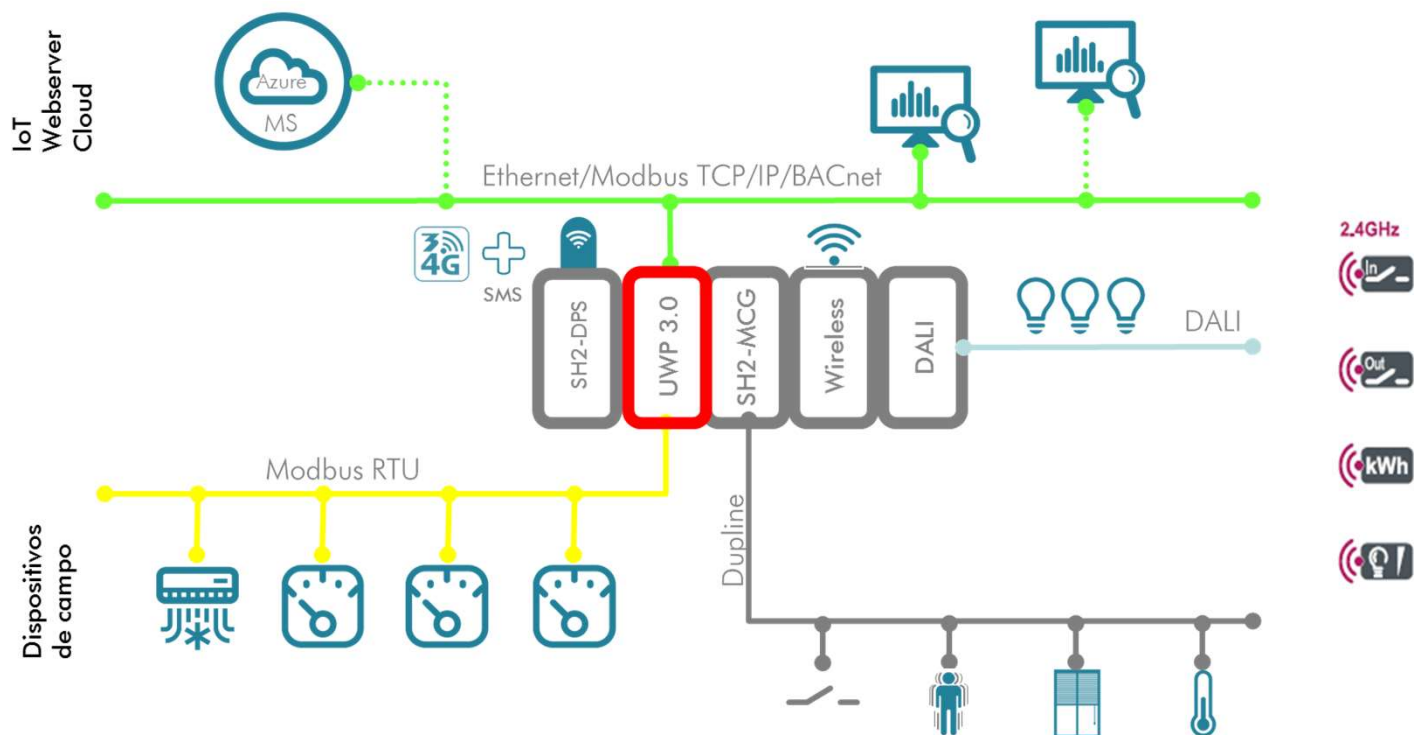 IoT
Webserver
Cloud
Azure
MS
Ethernet/Modbus TCP/IP/BACnet
3
4G
SMS
SH2-DPS
UWP 3.0
SH2-MCG
Wireless
DALI
DALI
2.4GHz
In
Out
kWh
Modbus RTU
Dupline
Dispositivos
de campo